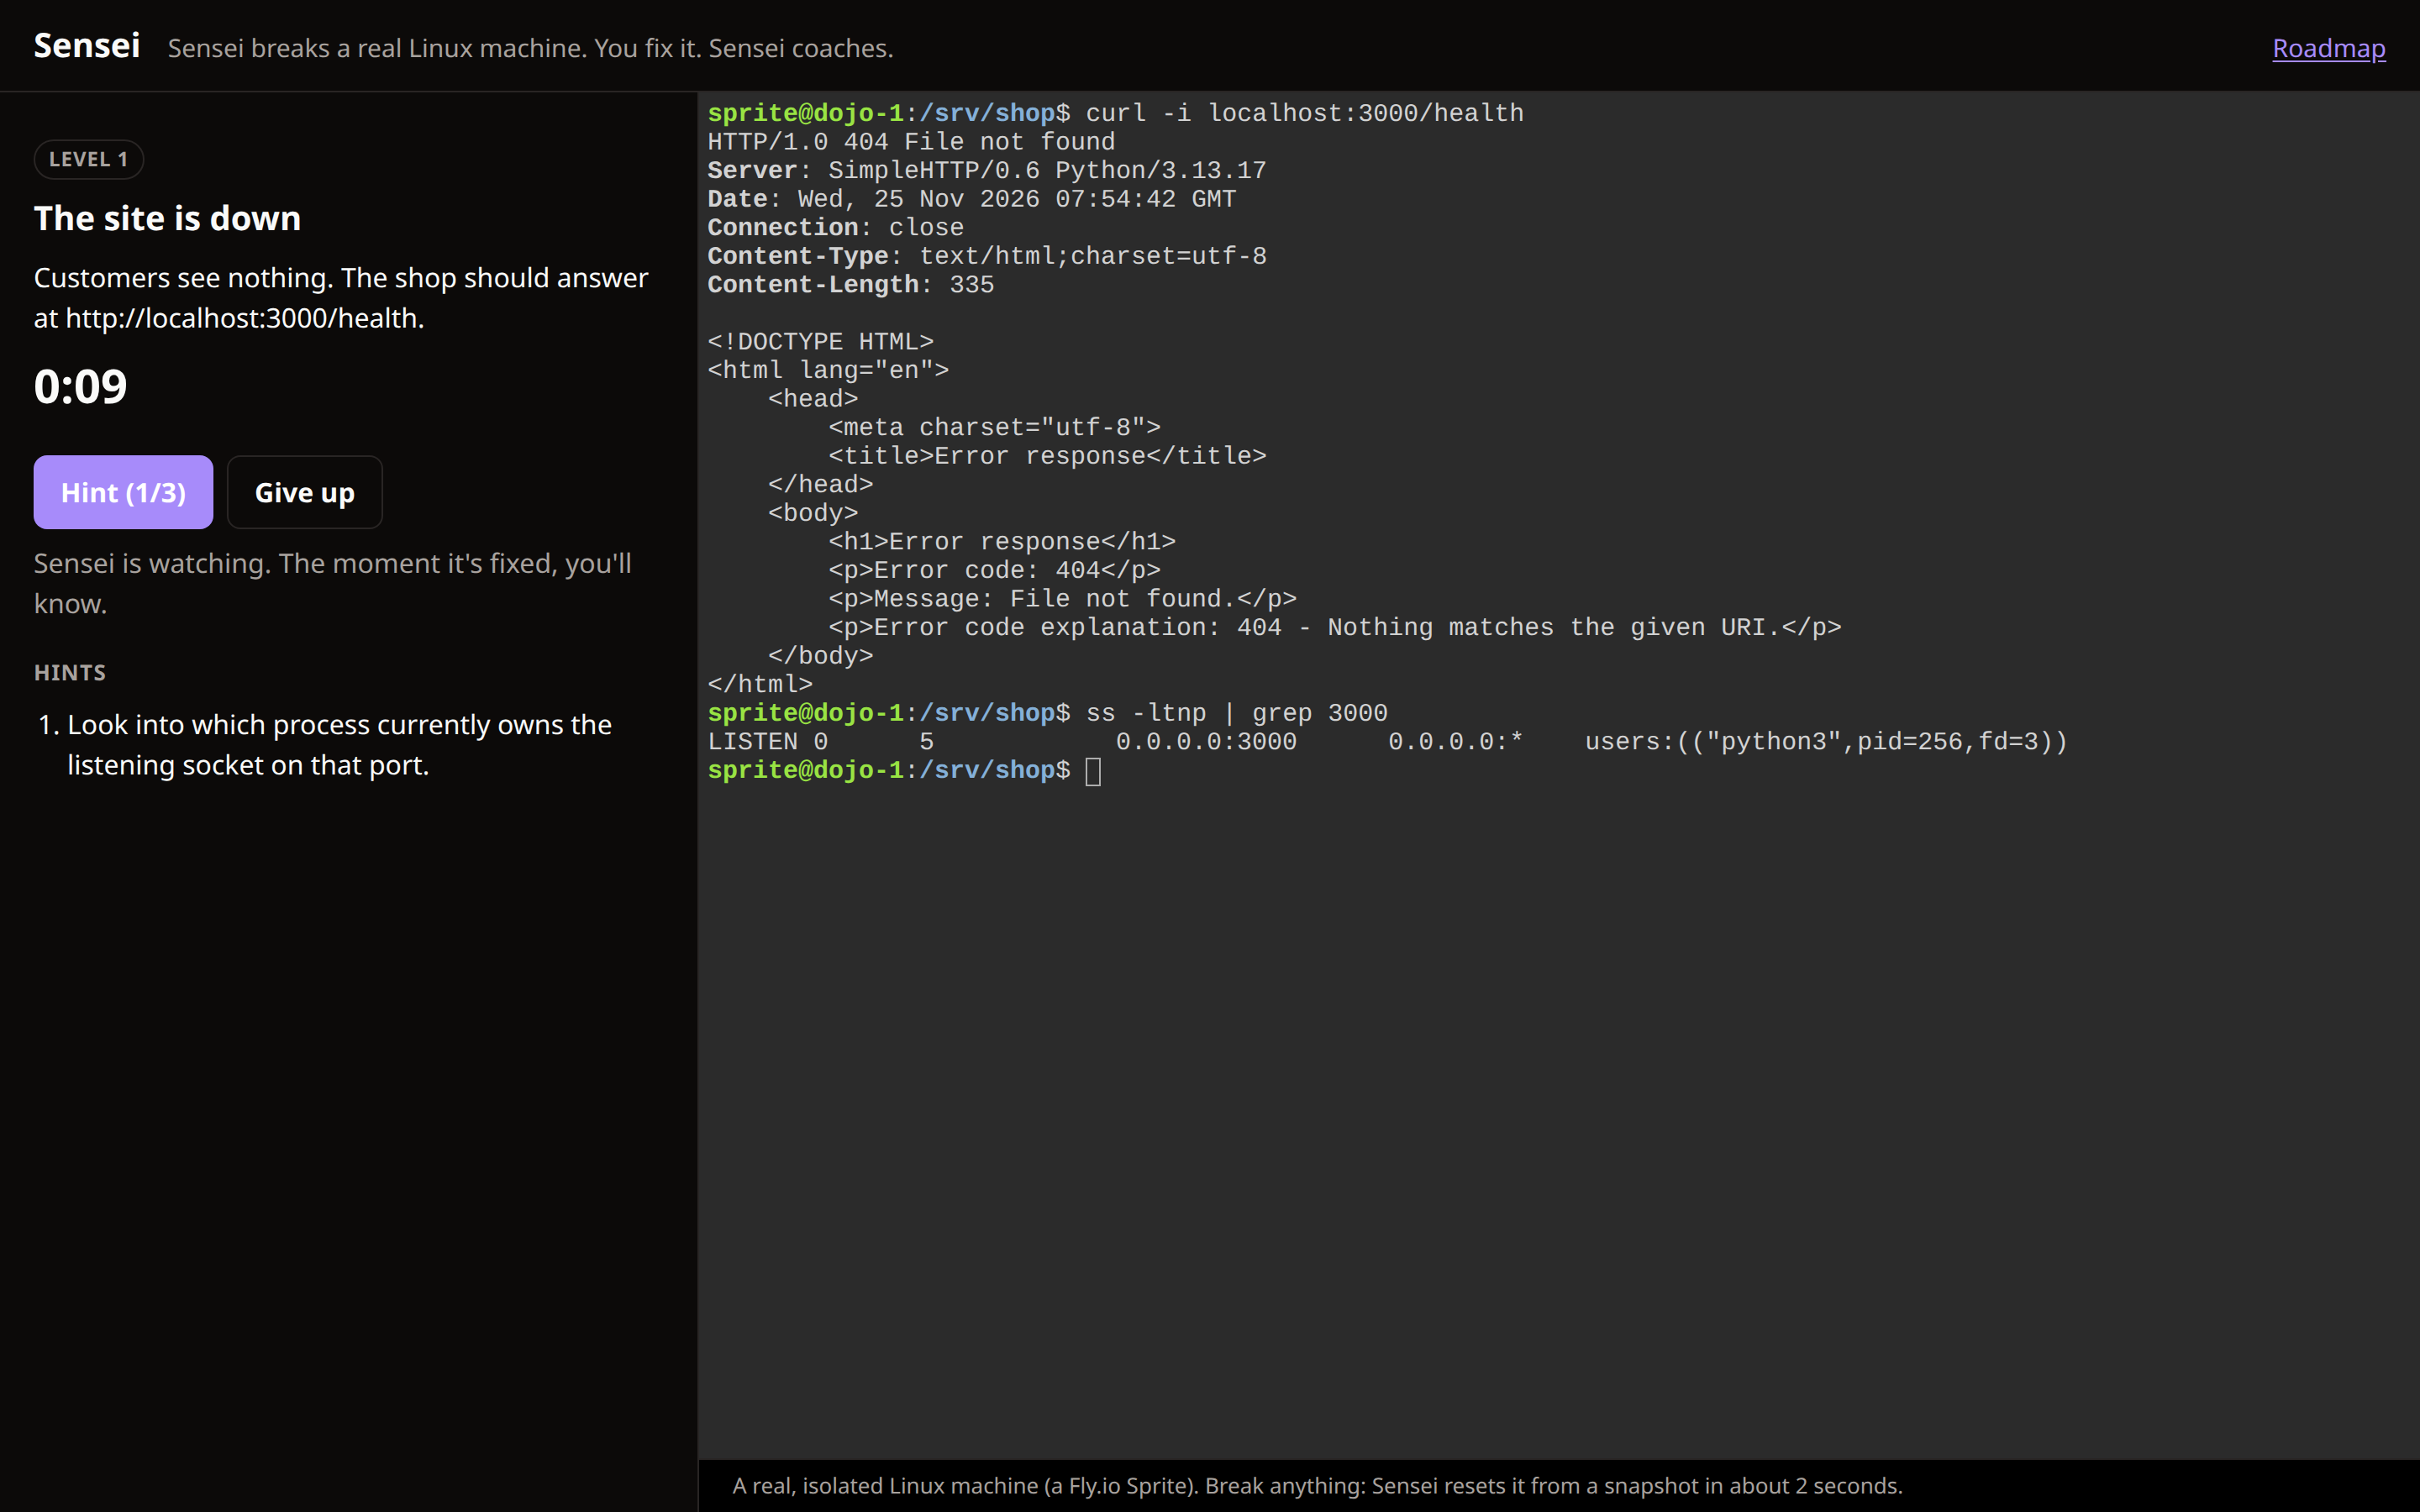 Sensei
Sensei breaks a real Linux machine. You fix it. Sensei coaches.
Roadmap
LEVEL 1
The site is down
Customers see nothing. The shop should answer
at http://localhost:3000/health.
0:09
Hint (1/3)
Give up
Sensei is watching. The moment it's fixed, you'll
know.
HINTS
1. Look into which process currently owns the
listening socket on that port.
sprite@dojo-1:/srv/shop$ curl -i localhost:3000/health
HTTP/1.0 404 File not found
Server: SimpleHTTP/0.6 Python/3.13.17
Date: Wed, 25 Nov 2026 07:54:42 GMT
Connection: close
Content-Type: text/html;charset=utf-8
Content-Length: 335
<!DOCTYPE HTML>
<html lang="en">
    <head>
        <meta charset="utf-8">
        <title>Error response</title>
    </head>
    <body>
        <h1>Error response</h1>
        <p>Error code: 404</p>
        <p>Message: File not found.</p>
        <p>Error code explanation: 404 - Nothing matches the given URI.</p>
    </body>
</html>
sprite@dojo-1:/srv/shop$ ss -ltnp | grep 3000
LISTEN 0      5            0.0.0.0:3000      0.0.0.0:*    users:(("python3",pid=256,fd=3))
sprite@dojo-1:/srv/shop$
A real, isolated Linux machine (a Fly.io Sprite). Break anything: Sensei resets it from a snapshot in about 2 seconds.